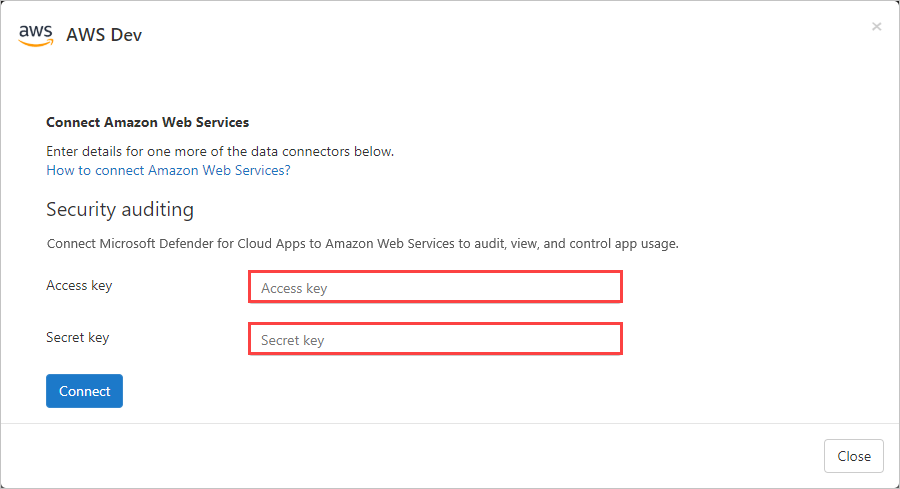 aws AWS Dev
×
Connect Amazon Web Services
Enter details for one more of the data connectors below.
How to connect Amazon Web Services?
Security auditing
Connect Microsoft Defender for Cloud Apps to Amazon Web Services to audit, view, and control app usage.
Access key Access key
Secret key Secret key
Connect
Close